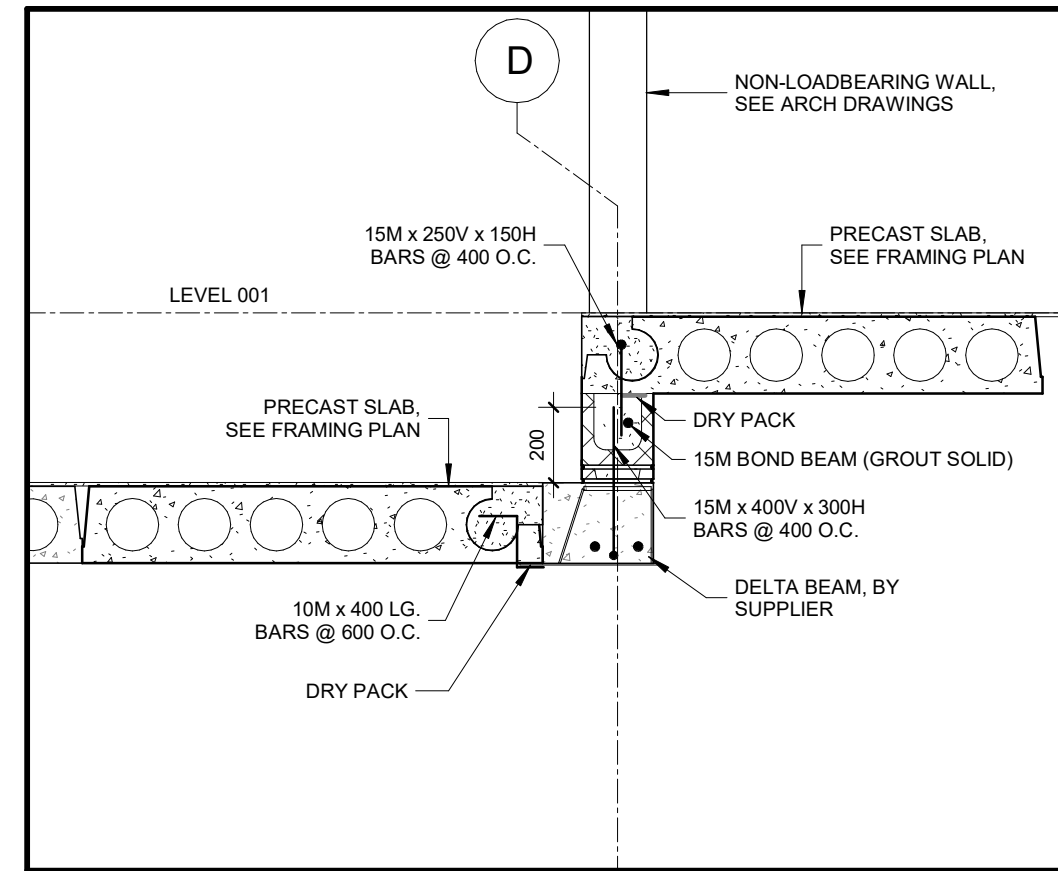 D
NON-LOADBEARING WALL,
SEE ARCH DRAWINGS
15M x 250V x 150H
BARS @ 400 O.C.
PRECAST SLAB,
SEE FRAMING PLAN
LEVEL 001
PRECAST SLAB,
SEE FRAMING PLAN
200
DRY PACK
15M BOND BEAM (GROUT SOLID)
15M x 400V x 300H
BARS @ 400 O.C.
DELTA BEAM, BY
SUPPLIER
10M x 400 LG.
BARS @ 600 O.C.
DRY PACK